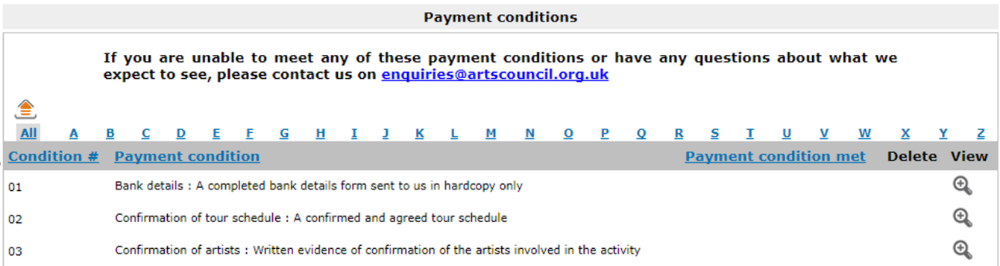 Payment conditions
If you are unable to meet any of these payment conditions or have any questions about what we
expect to see, please contact us on enquiries@artscouncil.org.uk
All A B C D E F G H I J K L M N O P Q R S T U V W X Y Z
Condition # Payment condition Payment condition met Delete View
01 Bank details : A completed bank details form sent to us in hardcopy only
02 Confirmation of tour schedule : A confirmed and agreed tour schedule
03 Confirmation of artists : Written evidence of confirmation of the artists involved in the activity